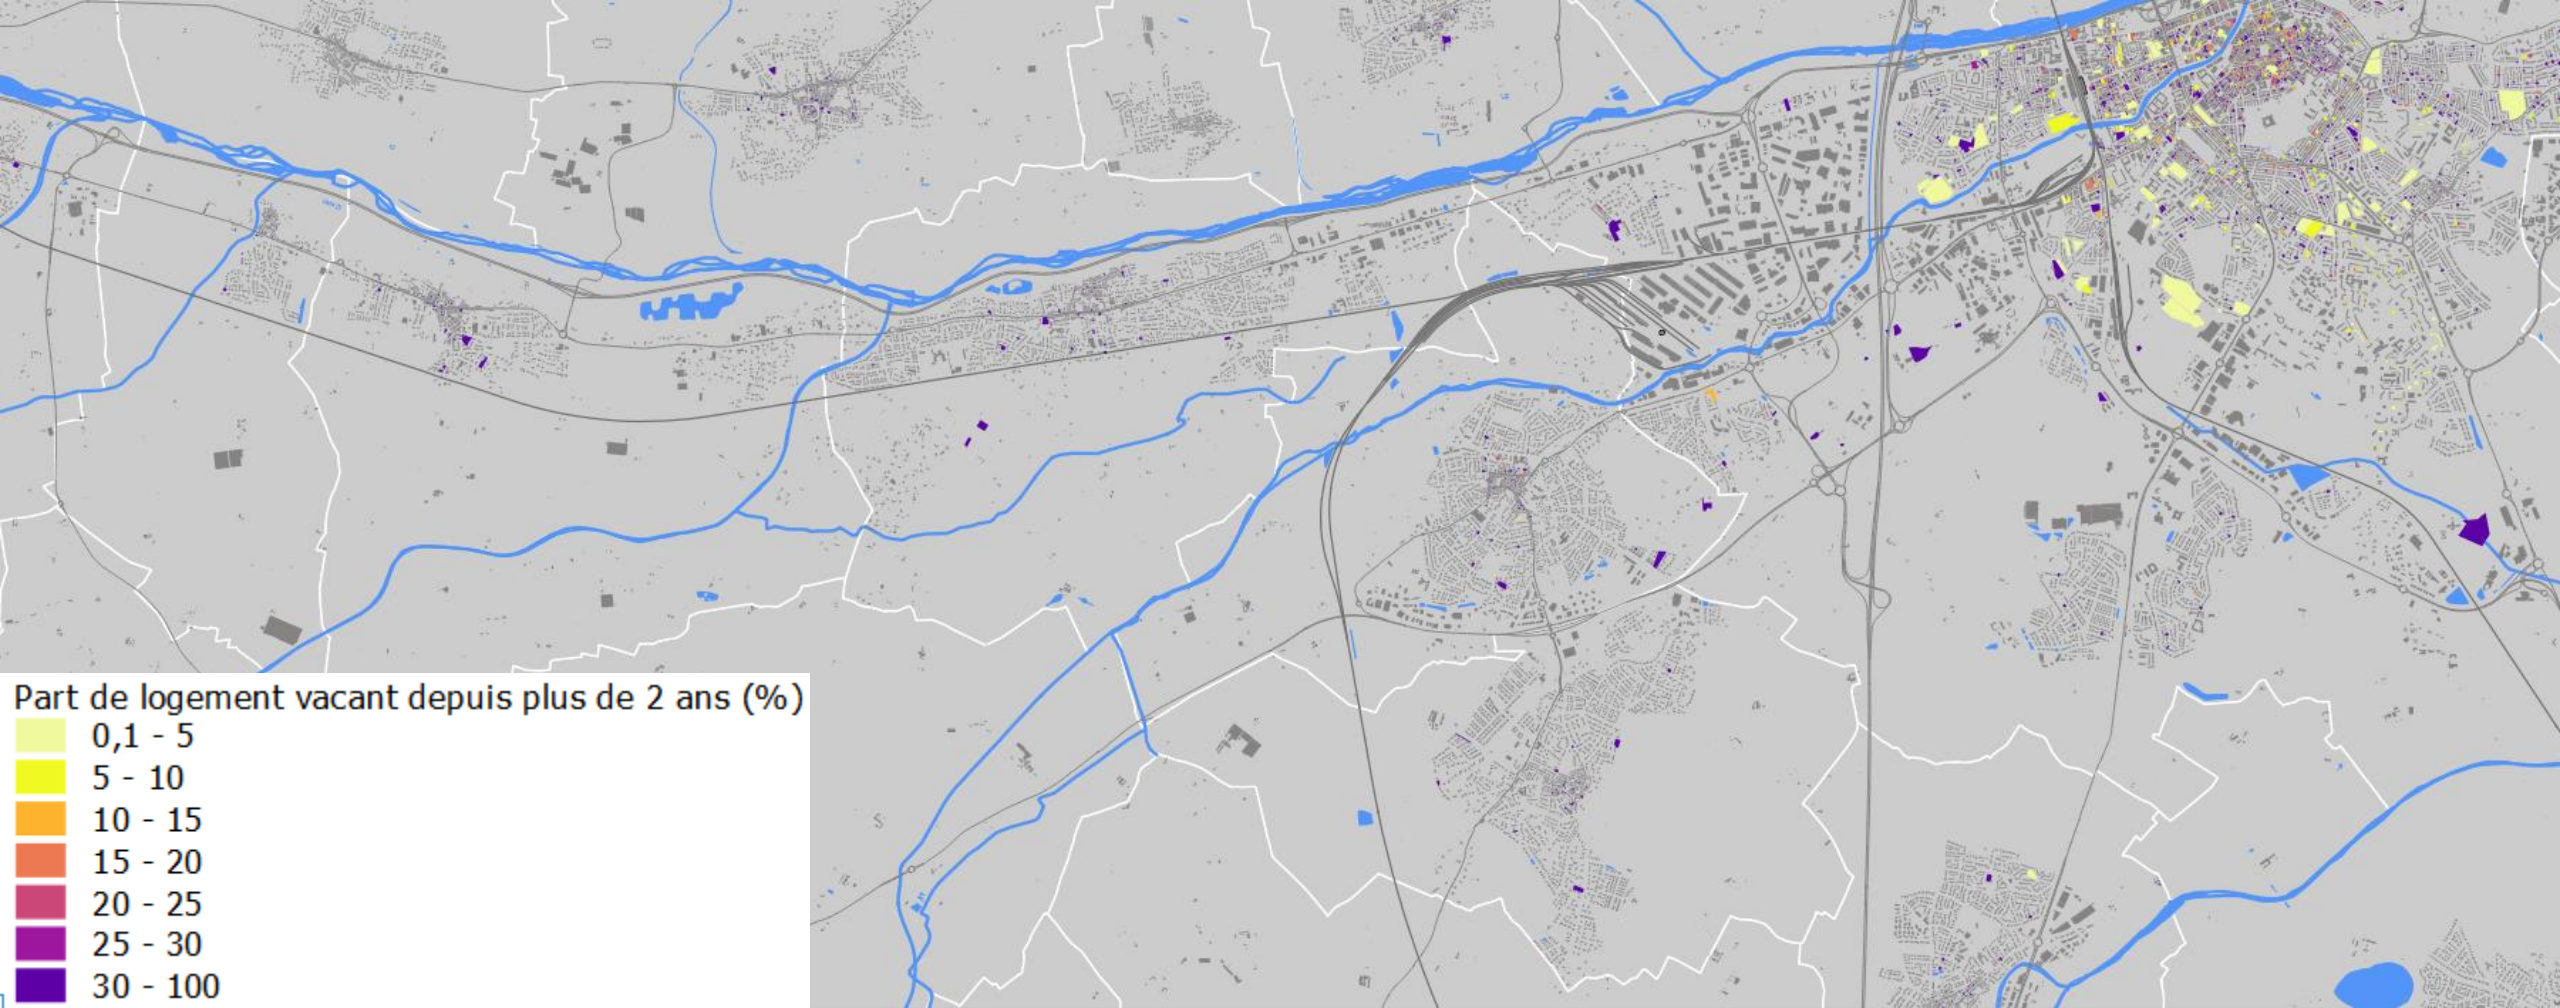 Part de logement vacant depuis plus de 2 ans (%)
0,1 - 5
5 - 10
10 - 15
15 - 20
20 - 25
25 - 30
30 - 100